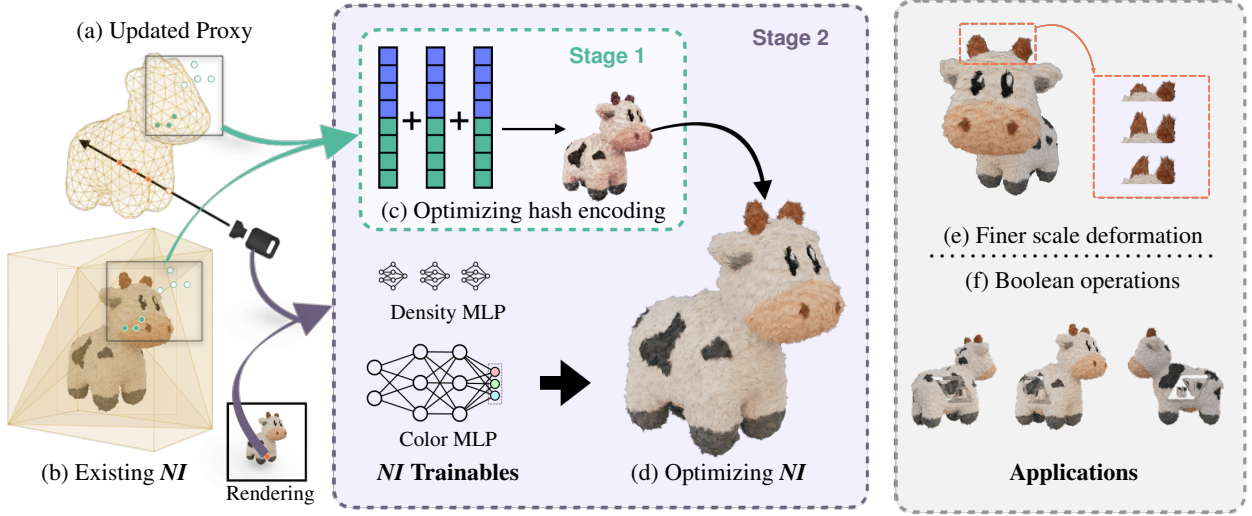 (a) Updated Proxy
Stage 1
Stage 2
+
+
(c) Optimizing hash encoding
(e) Finer scale deformation
(f) Boolean operations
Density MLP
Color MLP
(b) Existing NI
Rendering
NI Trainables
(d) Optimizing NI
Applications